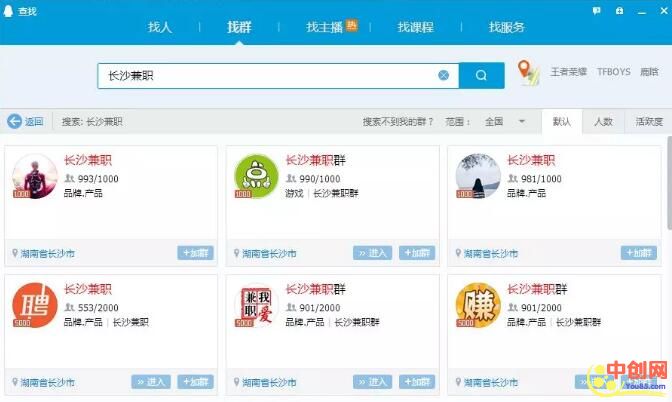 查找
找人 找群 找主播 热 找课程 找服务
长沙兼职 王者荣耀 TFBOYS 鹿晗
返回 搜索: 长沙兼职 搜索不到我的群？ 范围： 全国 默认 人数 活跃度
长沙兼职 长沙兼职群 长沙兼职
993/1000 990/1000 981/1000
1000 品牌.产品 1000 游戏 | 长沙兼职群 1000 品牌.产品
湖南省长沙市 +加群 湖南省长沙市 » 进入 +加群 湖南省长沙市 +加群
长沙兼职 长沙兼职群 长沙兼职群
聘 553/2000 兼职 我爱 901/2000 赚 901/2000
5000 品牌.产品 | 长沙兼职 5000 品牌.产品 | 长沙兼职群 5000 品牌.产品 | 长沙兼职群
湖南省长沙市 » 进入 +加群 湖南省长沙市 » 进入 +加群 湖南省长沙市
中创网
You85.com